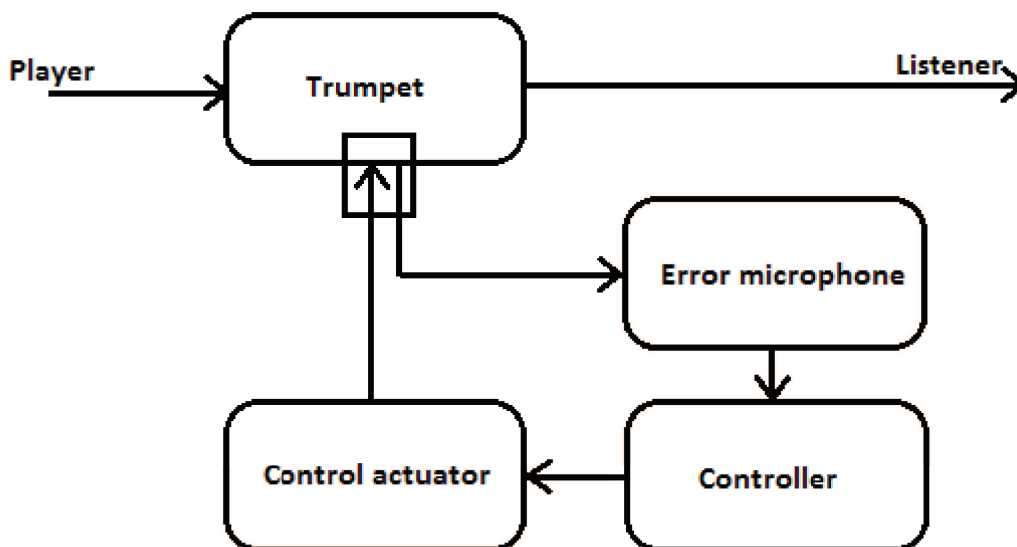 Player
Trumpet
Listener
Error microphone
Control actuator
Controller